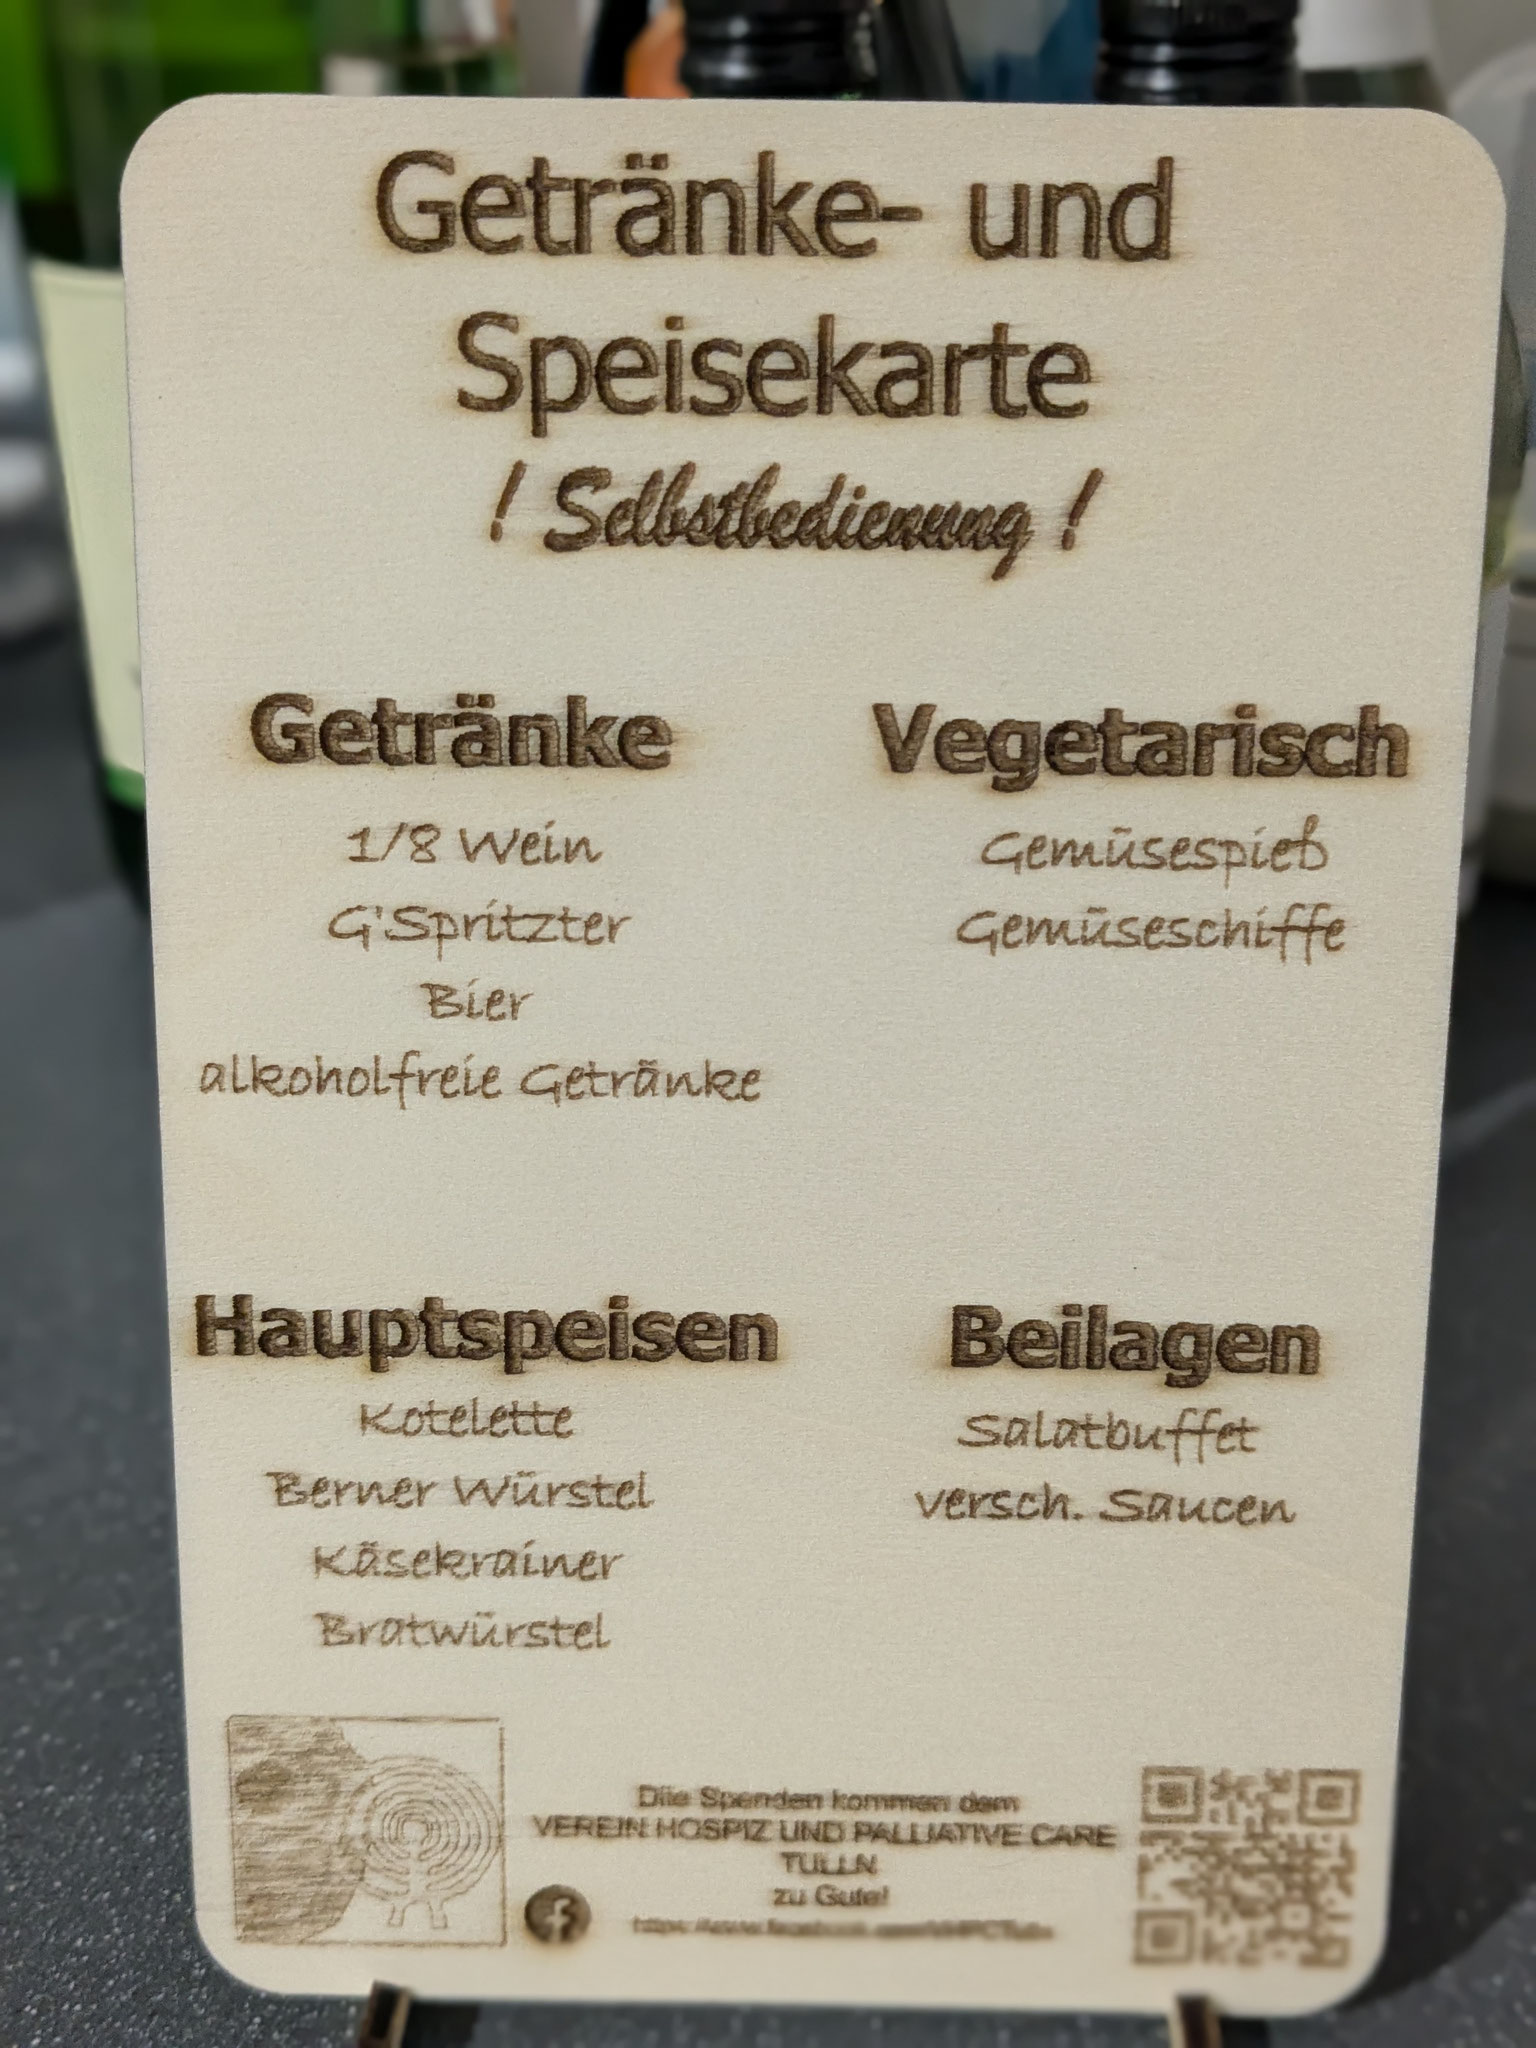 Getränke- und
Speisekarte
! Selbstbedienung !
Getränke
1/8 Wein
G'Spritzter
Bier
alkoholfreie Getränke
Vegetarisch
Gemüsespieß
Gemüseschiffe
Hauptspeisen
Kotelette
Berner Würstel
Käsekrainer
Bratwürstel
Beilagen
Salatbuffet
versch. Saucen
Spenden kommen dem
VEREIN HOSPIZ UND PALLIATIVE CARE
TULLN
zu Gute!
f